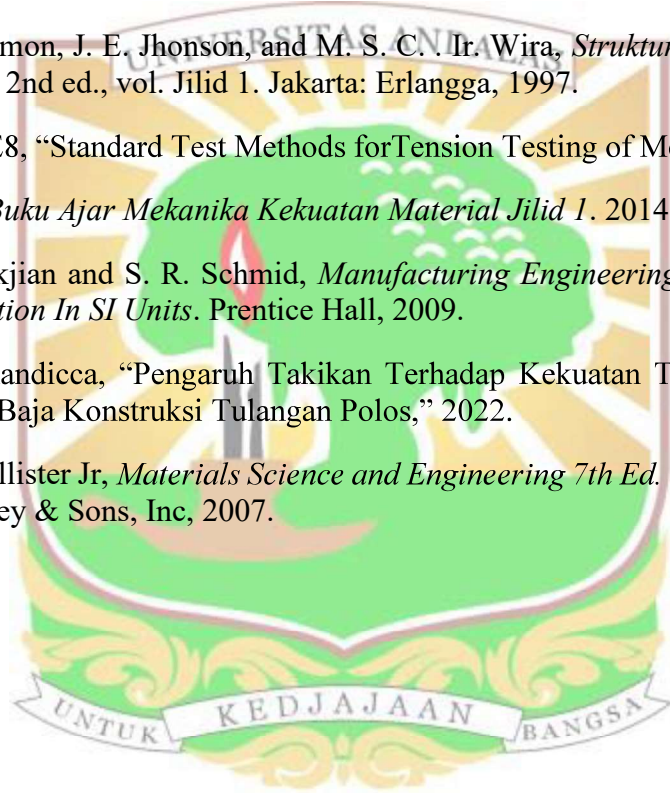 UNIVERSITAS ANDALAS
mon, J. E. Jhonson, and M. S. C. . Ir. Wira, Struktur
2nd ed., vol. Jilid 1. Jakarta: Erlangga, 1997.
E8, “Standard Test Methods forTension Testing of M
Buku Ajar Mekanika Kekuatan Material Jilid 1. 2014
kjian and S. R. Schmid, Manufacturing Engineering
tion In SI Units. Prentice Hall, 2009.
andicca, “Pengaruh Takikan Terhadap Kekuatan T
Baja Konstruksi Tulangan Polos,” 2022.
llister Jr, Materials Science and Engineering 7th Ed.
ey & Sons, Inc, 2007.
UNTUK KEDJAJAAN BANGSA